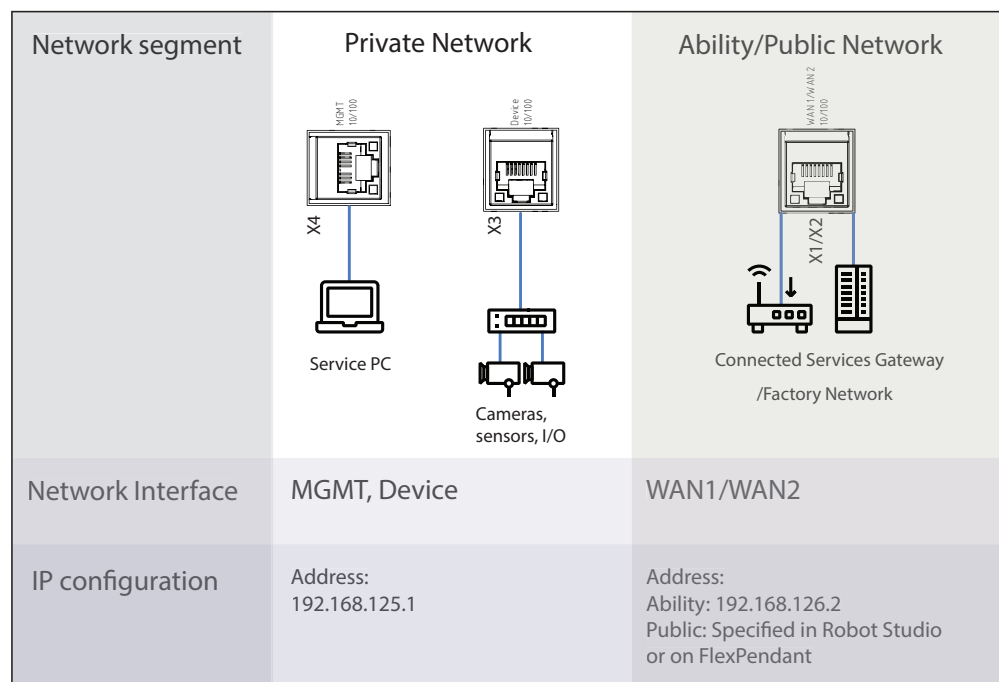 Network segment
Private Network
Ability/Public Network
MGMT
10/100
Device
10/100
WAN1/WAN2
10/100
X4
X3
X1/X2
Service PC
Cameras,
sensors, I/O
Connected Services Gateway
/Factory Network
Network Interface
MGMT, Device
WAN1/WAN2
IP configuration
Address:
192.168.125.1
Address:
Ability: 192.168.126.2
Public: Specified in Robot Studio
or on FlexPendant